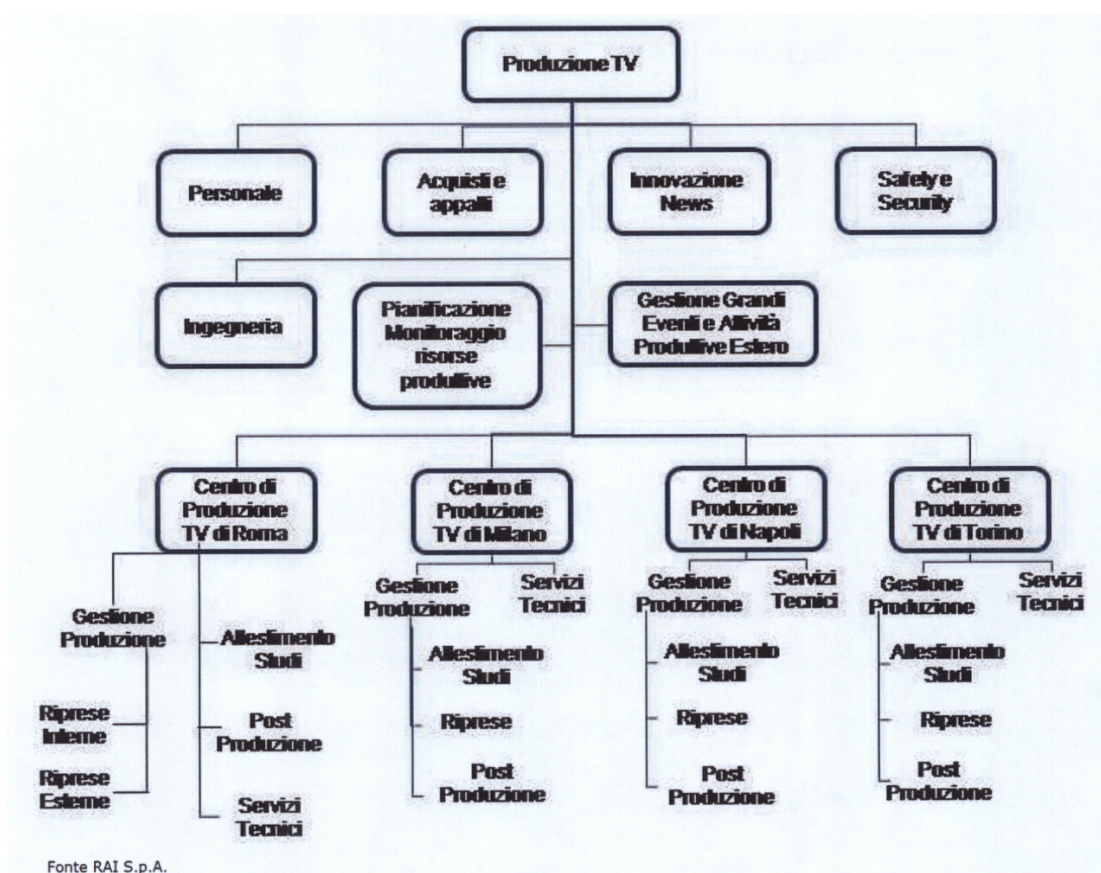 Produzione TV
Personale
Acquisti e
appalli
Innovazione
News
Safety e
Security
Ingegneria
Pianificazione
Monitoraggio
risorse
produttive
Gestione Grandi
Eventi e Attività
Produttive Estero
Centro di
Produzione
TV di Roma
Centro di
Produzione
TV di Milano
Centro di
Produzione
TV di Napoli
Centro di
Produzione
TV di Torino
Gestione
Produzione
Riprese
Interne
Riprese
Esterne
Allestimento
Studi
Post
Produzione
Servizi
Tecnici
Gestione
Produzione
Servizi
Tecnici
Allestimento
Studi
Riprese
Post
Produzione
Gestione
Produzione
Servizi
Tecnici
Allestimento
Studi
Riprese
Post
Produzione
Gestione
Produzione
Servizi
Tecnici
Allestimento
Studi
Riprese
Post
Produzione
Fonte RAI S.p.A.